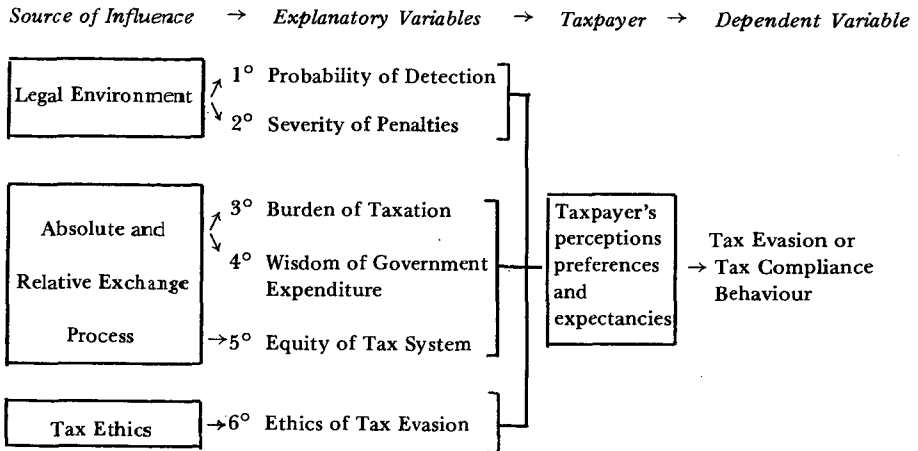 Source of Influence → Explanatory Variables → Taxpayer → Dependent Variable
Legal Environment
1° Probability of Detection
2° Severity of Penalties
Absolute and
Relative Exchange
Process
3° Burden of Taxation
4° Wisdom of Government
Expenditure
→5° Equity of Tax System
Tax Ethics
→6° Ethics of Tax Evasion
Taxpayer's
perceptions
preferences
and
expectancies
→ Tax Evasion or
Tax Compliance
Behaviour